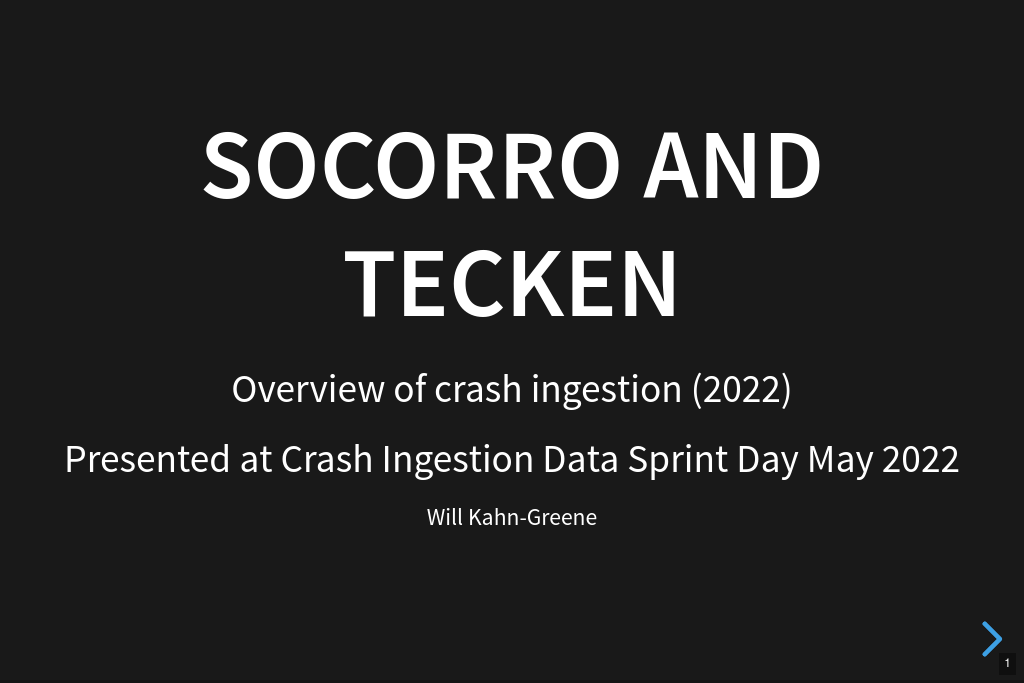 SOCORRO AND
TECKEN
Overview of crash ingestion (2022)
Presented at Crash Ingestion Data Sprint Day May 2022
Will Kahn-Greene
1